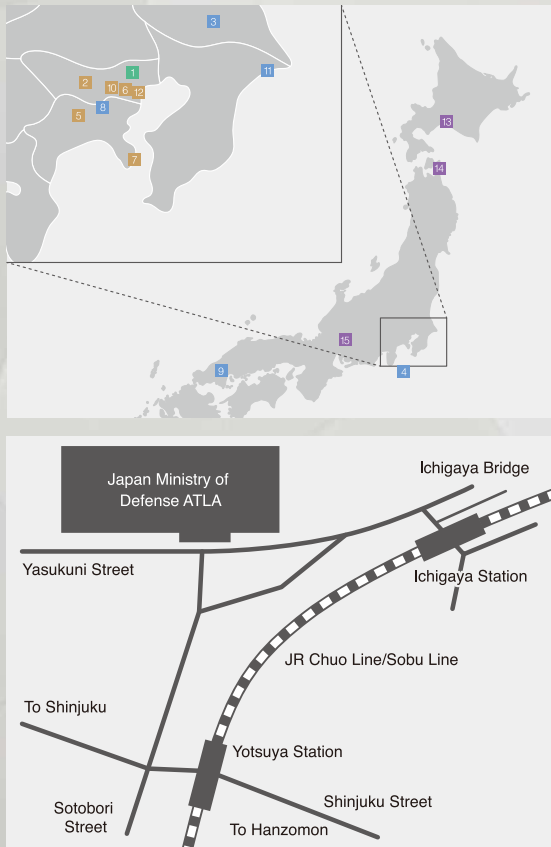 3
1
11
2
10
6
12
8
5
7
13
14
15
9
4
Ichigaya Bridge
Japan Ministry of
Defense ATLA
Yasukuni Street
Ichigaya Station
JR Chuo Line/Sobu Line
To Shinjuku
Yotsuya Station
Sotobori
Street
Shinjuku Street
To Hanzomon